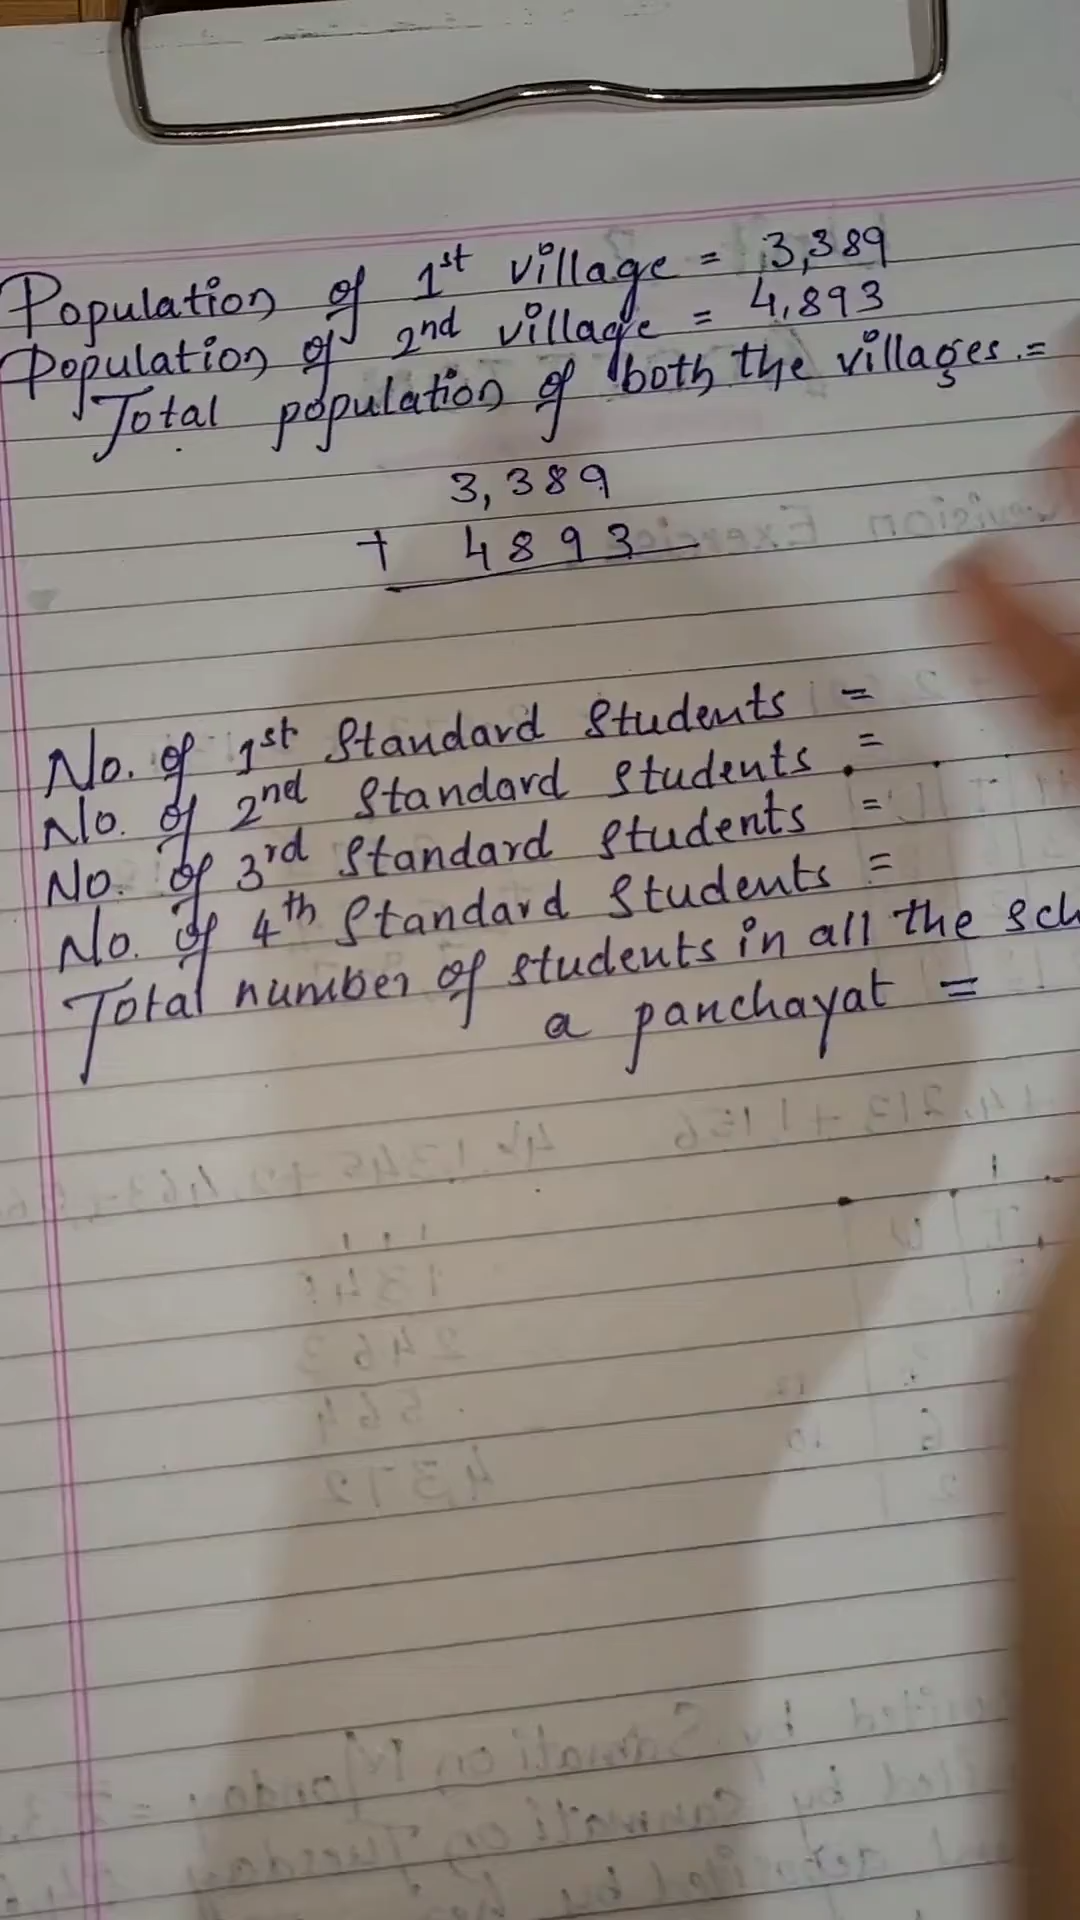 Population of 1st village = 3,389
Population of 2nd village = 4,893
Total population of both the villages =
3,389
+ 4893
No. of 1st Standard Students =
No. of 2nd Standard Students =
No. of 3rd Standard Students =
No. of 4th Standard Students =
Total number of students in all the sch
a panchayat =